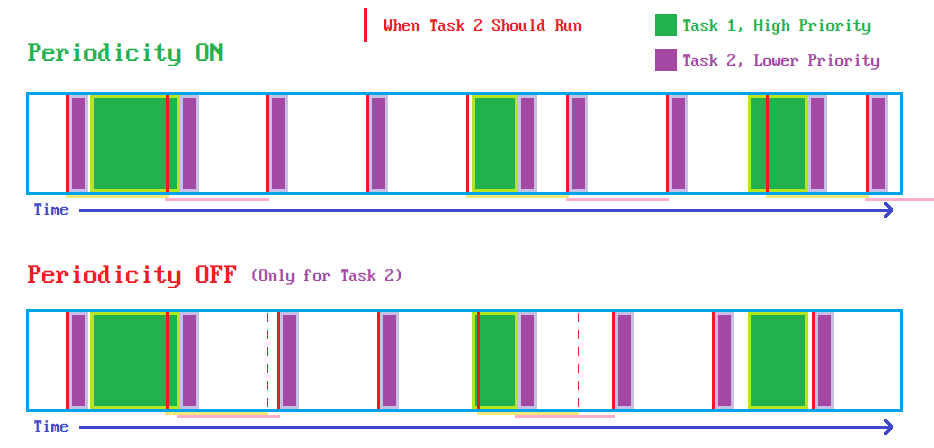 When Task 2 Should Run
Task 1, High Priority
Periodicity ON
Task 2, Lower Priority
Time
Periodicity OFF (Only for Task 2)
Time